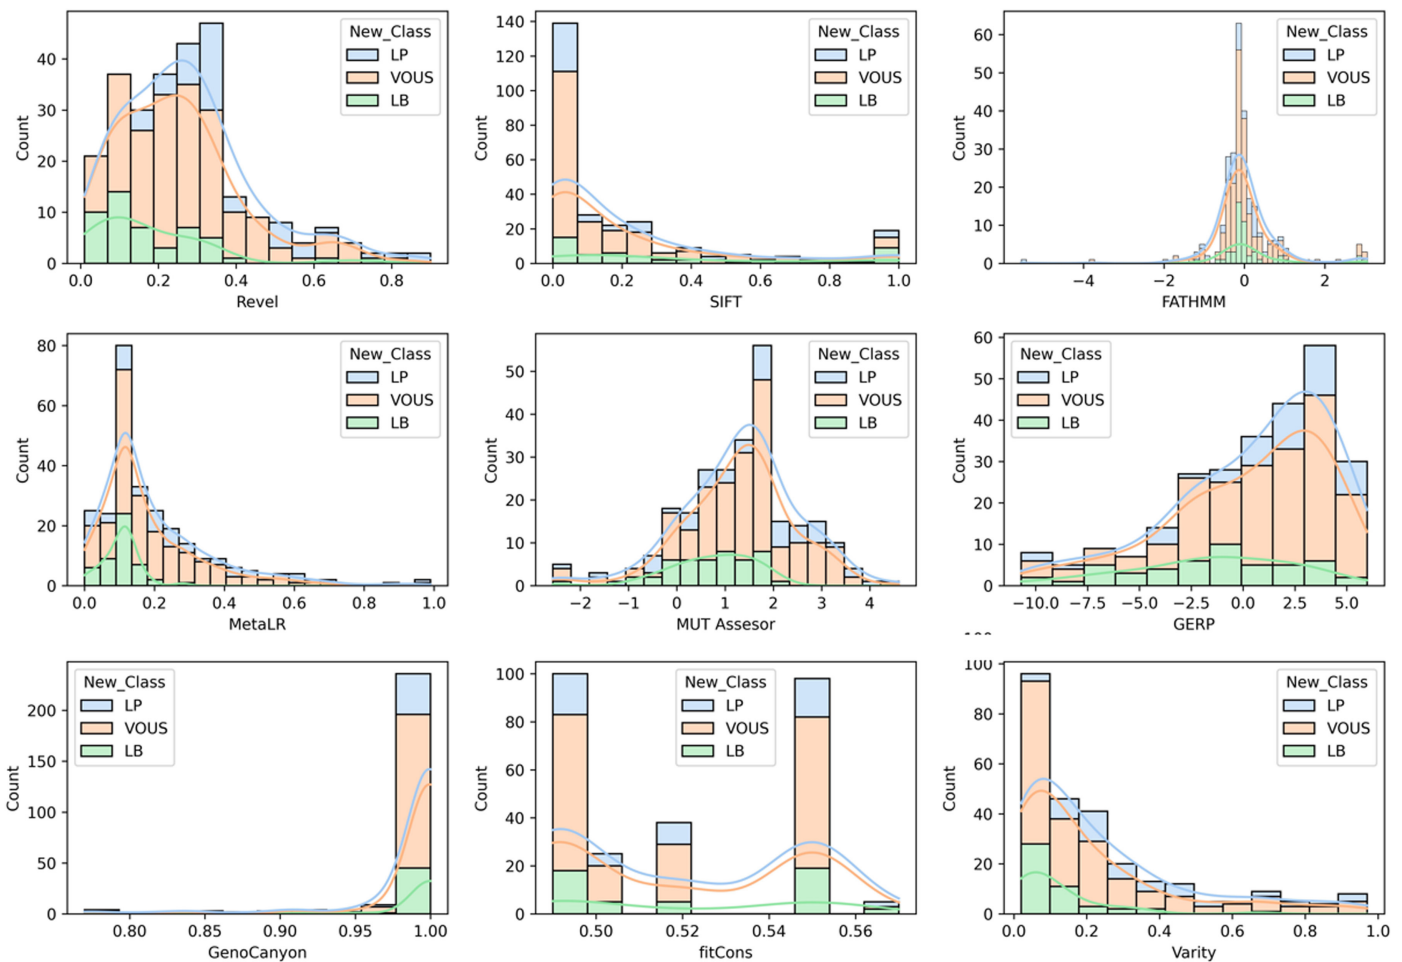 New_Class
LP
VOUS
LB
Count
40
30
20
10
0
0.0 0.2 0.4 0.6 0.8
Revel
New_Class
LP
VOUS
LB
Count
140
120
100
80
60
40
20
0
0.0 0.2 0.4 0.6 0.8 1.0
SIFT
New_Class
LP
VOUS
LB
Count
60
50
40
30
20
10
0
−4 −2 0 2
FATHMM
New_Class
LP
VOUS
LB
Count
80
60
40
20
0
0.0 0.2 0.4 0.6 0.8 1.0
MetaLR
New_Class
LP
VOUS
LB
Count
50
40
30
20
10
0
−2 −1 0 1 2 3 4
MUT Assesor
New_Class
LP
VOUS
LB
Count
60
50
40
30
20
10
0
−10.0 −7.5 −5.0 −2.5 0.0 2.5 5.0
GERP
New_Class
LP
VOUS
LB
Count
200
150
100
50
0
0.80 0.85 0.90 0.95 1.00
GenoCanyon
New_Class
LP
VOUS
LB
Count
100
80
60
40
20
0
0.50 0.52 0.54 0.56
fitCons
New_Class
LP
VOUS
LB
Count
100
80
60
40
20
0
0.0 0.2 0.4 0.6 0.8 1.0
Varity